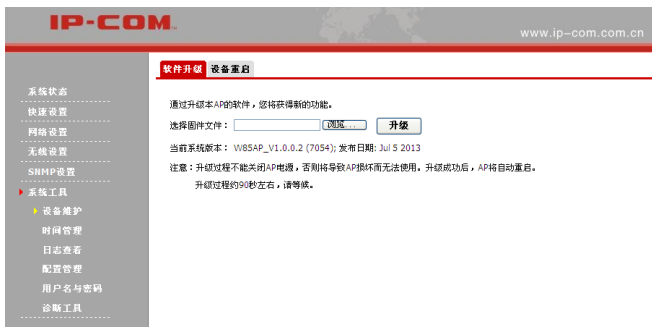 IP-COM
www.ip-com.com.cn
软件升级 设备重启
系统状态
快速设置
网络设置
无线设置
SNMP设置
系统工具
设备维护
时间管理
日志查看
配置管理
用户名与密码
诊断工具
通过升级本AP的软件，您将获得新的功能。
选择固件文件： 浏览... 升级
当前系统版本： W85AP_V1.0.0.2 (7054); 发布日期: Jul 5 2013
注意：升级过程不能关闭AP电源，否则将导致AP损坏而无法使用。升级成功后，AP将自动重启。
升级过程约90秒左右，请等候。